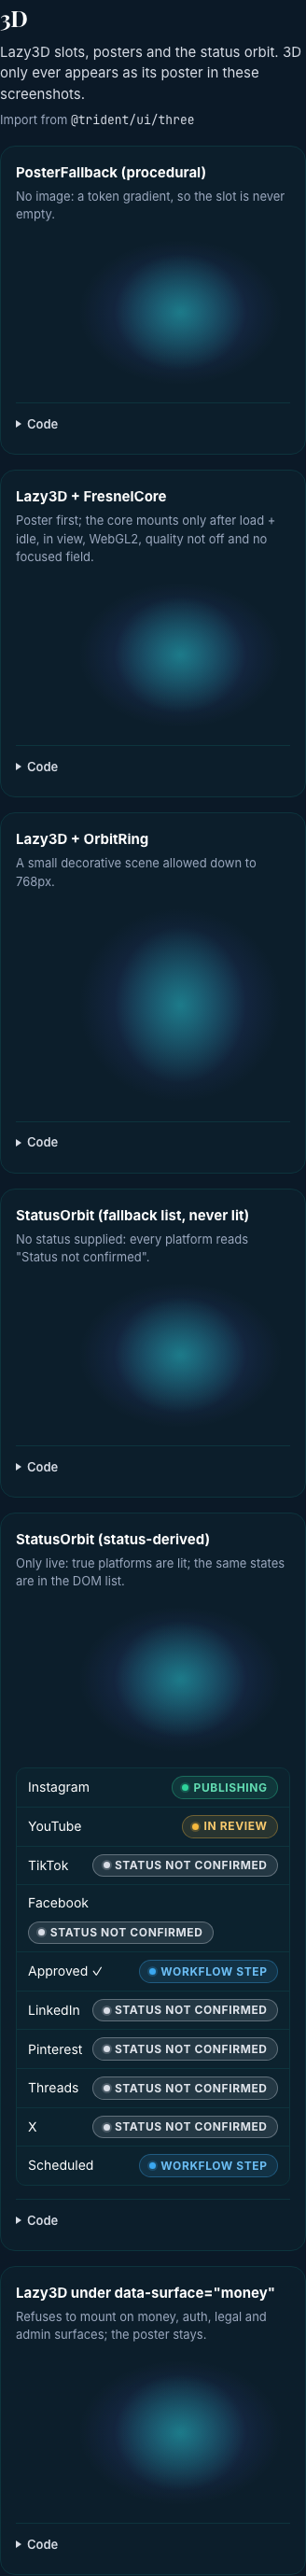 3D
Lazy3D slots, posters and the status orbit. 3D
only ever appears as its poster in these
screenshots.
Import from @trident/ui/three
PosterFallback (procedural)
No image: a token gradient, so the slot is never
empty.
Code
Lazy3D + FresnelCore
Poster first; the core mounts only after load +
idle, in view, WebGL2, quality not off and no
focused field.
Code
Lazy3D + OrbitRing
A small decorative scene allowed down to
768px.
Code
StatusOrbit (fallback list, never lit)
No status supplied: every platform reads
"Status not confirmed".
Code
StatusOrbit (status-derived)
Only live: true platforms are lit; the same states
are in the DOM list.
Instagram PUBLISHING
YouTube IN REVIEW
TikTok STATUS NOT CONFIRMED
Facebook
STATUS NOT CONFIRMED
Approved ✓ WORKFLOW STEP
LinkedIn STATUS NOT CONFIRMED
Pinterest STATUS NOT CONFIRMED
Threads STATUS NOT CONFIRMED
X STATUS NOT CONFIRMED
Scheduled WORKFLOW STEP
Code
Lazy3D under data-surface="money"
Refuses to mount on money, auth, legal and
admin surfaces; the poster stays.
Code